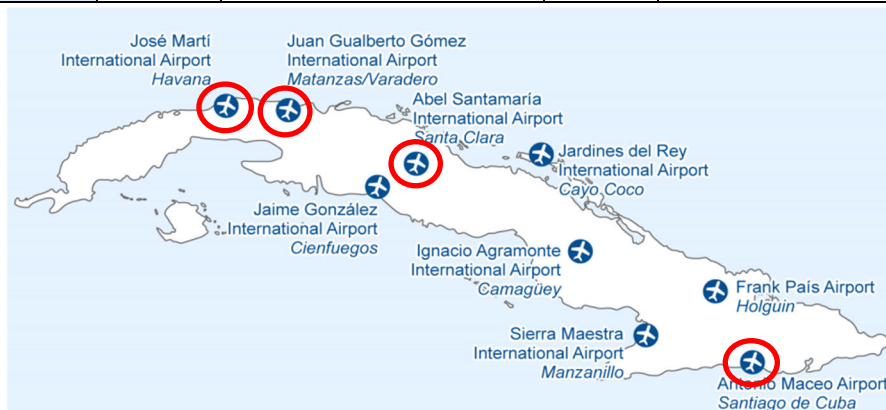 José Martí
International Airport
Havana
Juan Gualberto Gómez
International Airport
Matanzas/Varadero
Abel Santamaría
International Airport
Santa Clara
Jardines del Rey
International Airport
Cayo Coco
Jaime González
International Airport
Cienfuegos
Ignacio Agramonte
International Airport
Camagüey
Frank País Airport
Holguin
Sierra Maestra
International Airport
Manzanillo
Antonio Maceo Airport
Santiago de Cuba